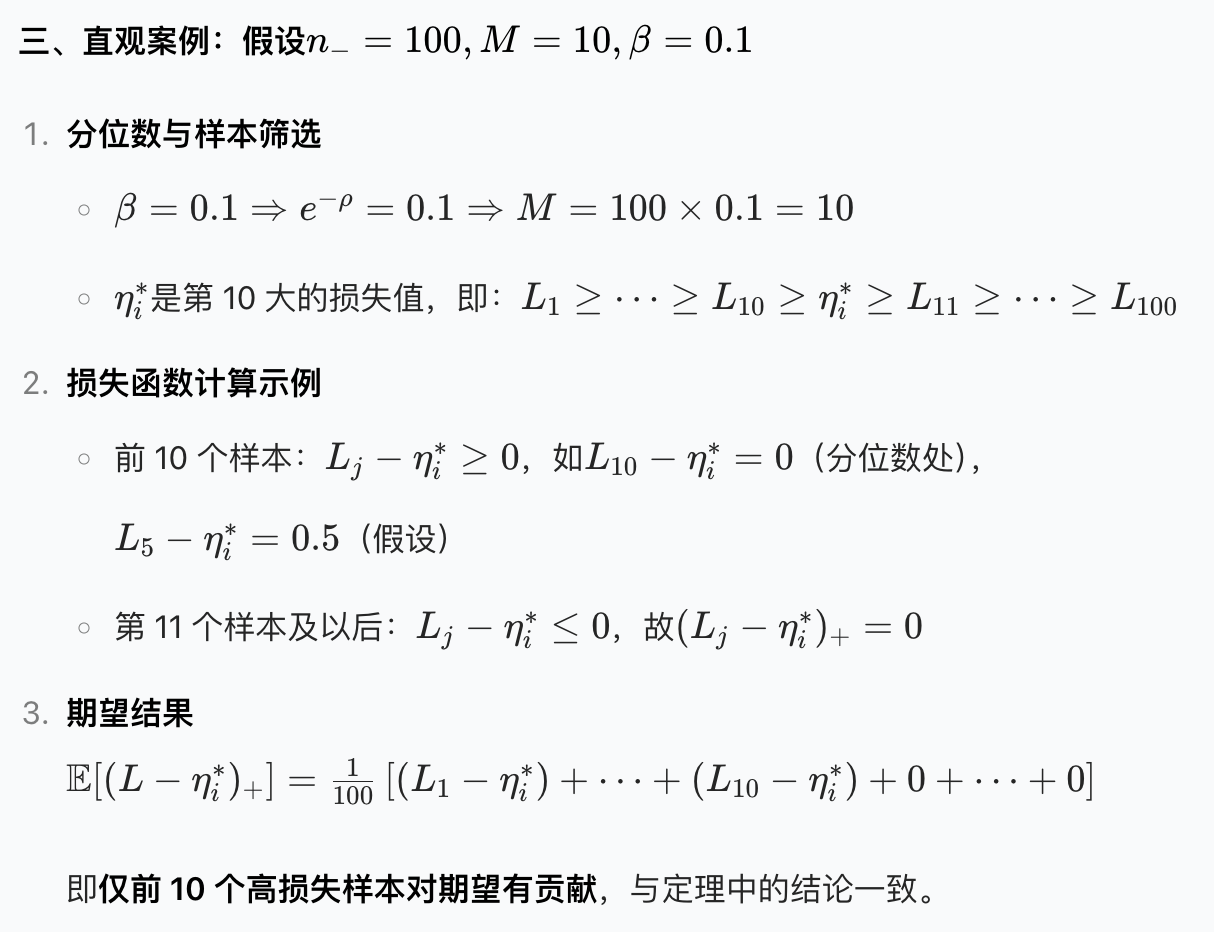 三、直观案例：假设$n_- = 100, M = 10, \beta = 0.1$
1. 分位数与样本筛选
○ $\beta = 0.1 \Rightarrow e^{-\rho} = 0.1 \Rightarrow M = 100 \times 0.1 = 10$
○ $\eta_i^*$是第 10 大的损失值，即：$L_1 \geq \cdots \geq L_{10} \geq \eta_i^* \geq L_{11} \geq \cdots \geq L_{100}$
2. 损失函数计算示例
○ 前 10 个样本：$L_j - \eta_i^* \geq 0$，如$L_{10} - \eta_i^* = 0$（分位数处），
$L_5 - \eta_i^* = 0.5$（假设）
○ 第 11 个样本及以后：$L_j - \eta_i^* \leq 0$，故$(L_j - \eta_i^*)_+ = 0$
3. 期望结果
$\mathbb{E}[(L - \eta_i^*)_+] = \frac{1}{100} [(L_1 - \eta_i^*) + \cdots + (L_{10} - \eta_i^*) + 0 + \cdots + 0]$
即仅前 10 个高损失样本对期望有贡献，与定理中的结论一致。